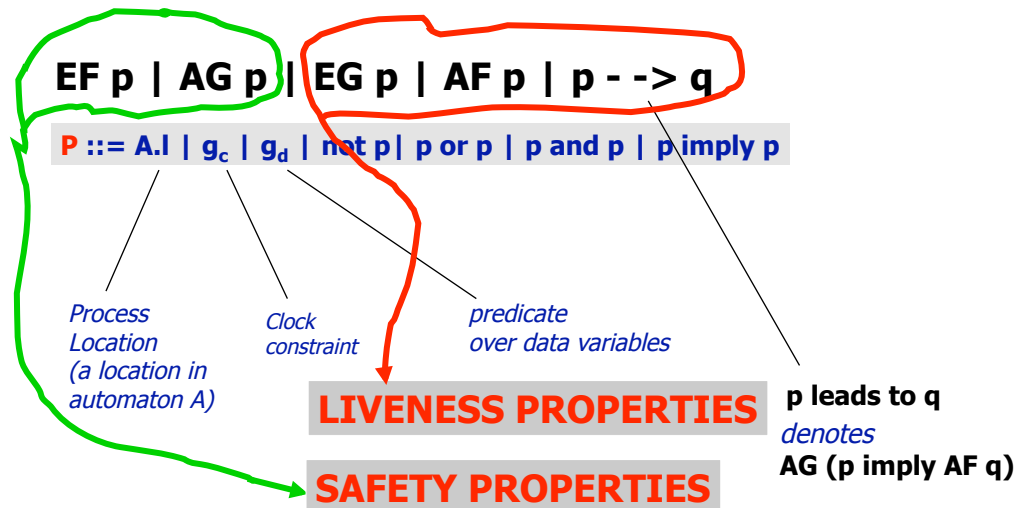 EF p | AG p | EG p | AF p | p - -> q
P ::= A.l | gc | gd | not p| p or p | p and p | p imply p
Process
Location
(a location in
automaton A)
Clock
constraint
predicate
over data variables
LIVENESS PROPERTIES
p leads to q
denotes
AG (p imply AF q)
SAFETY PROPERTIES